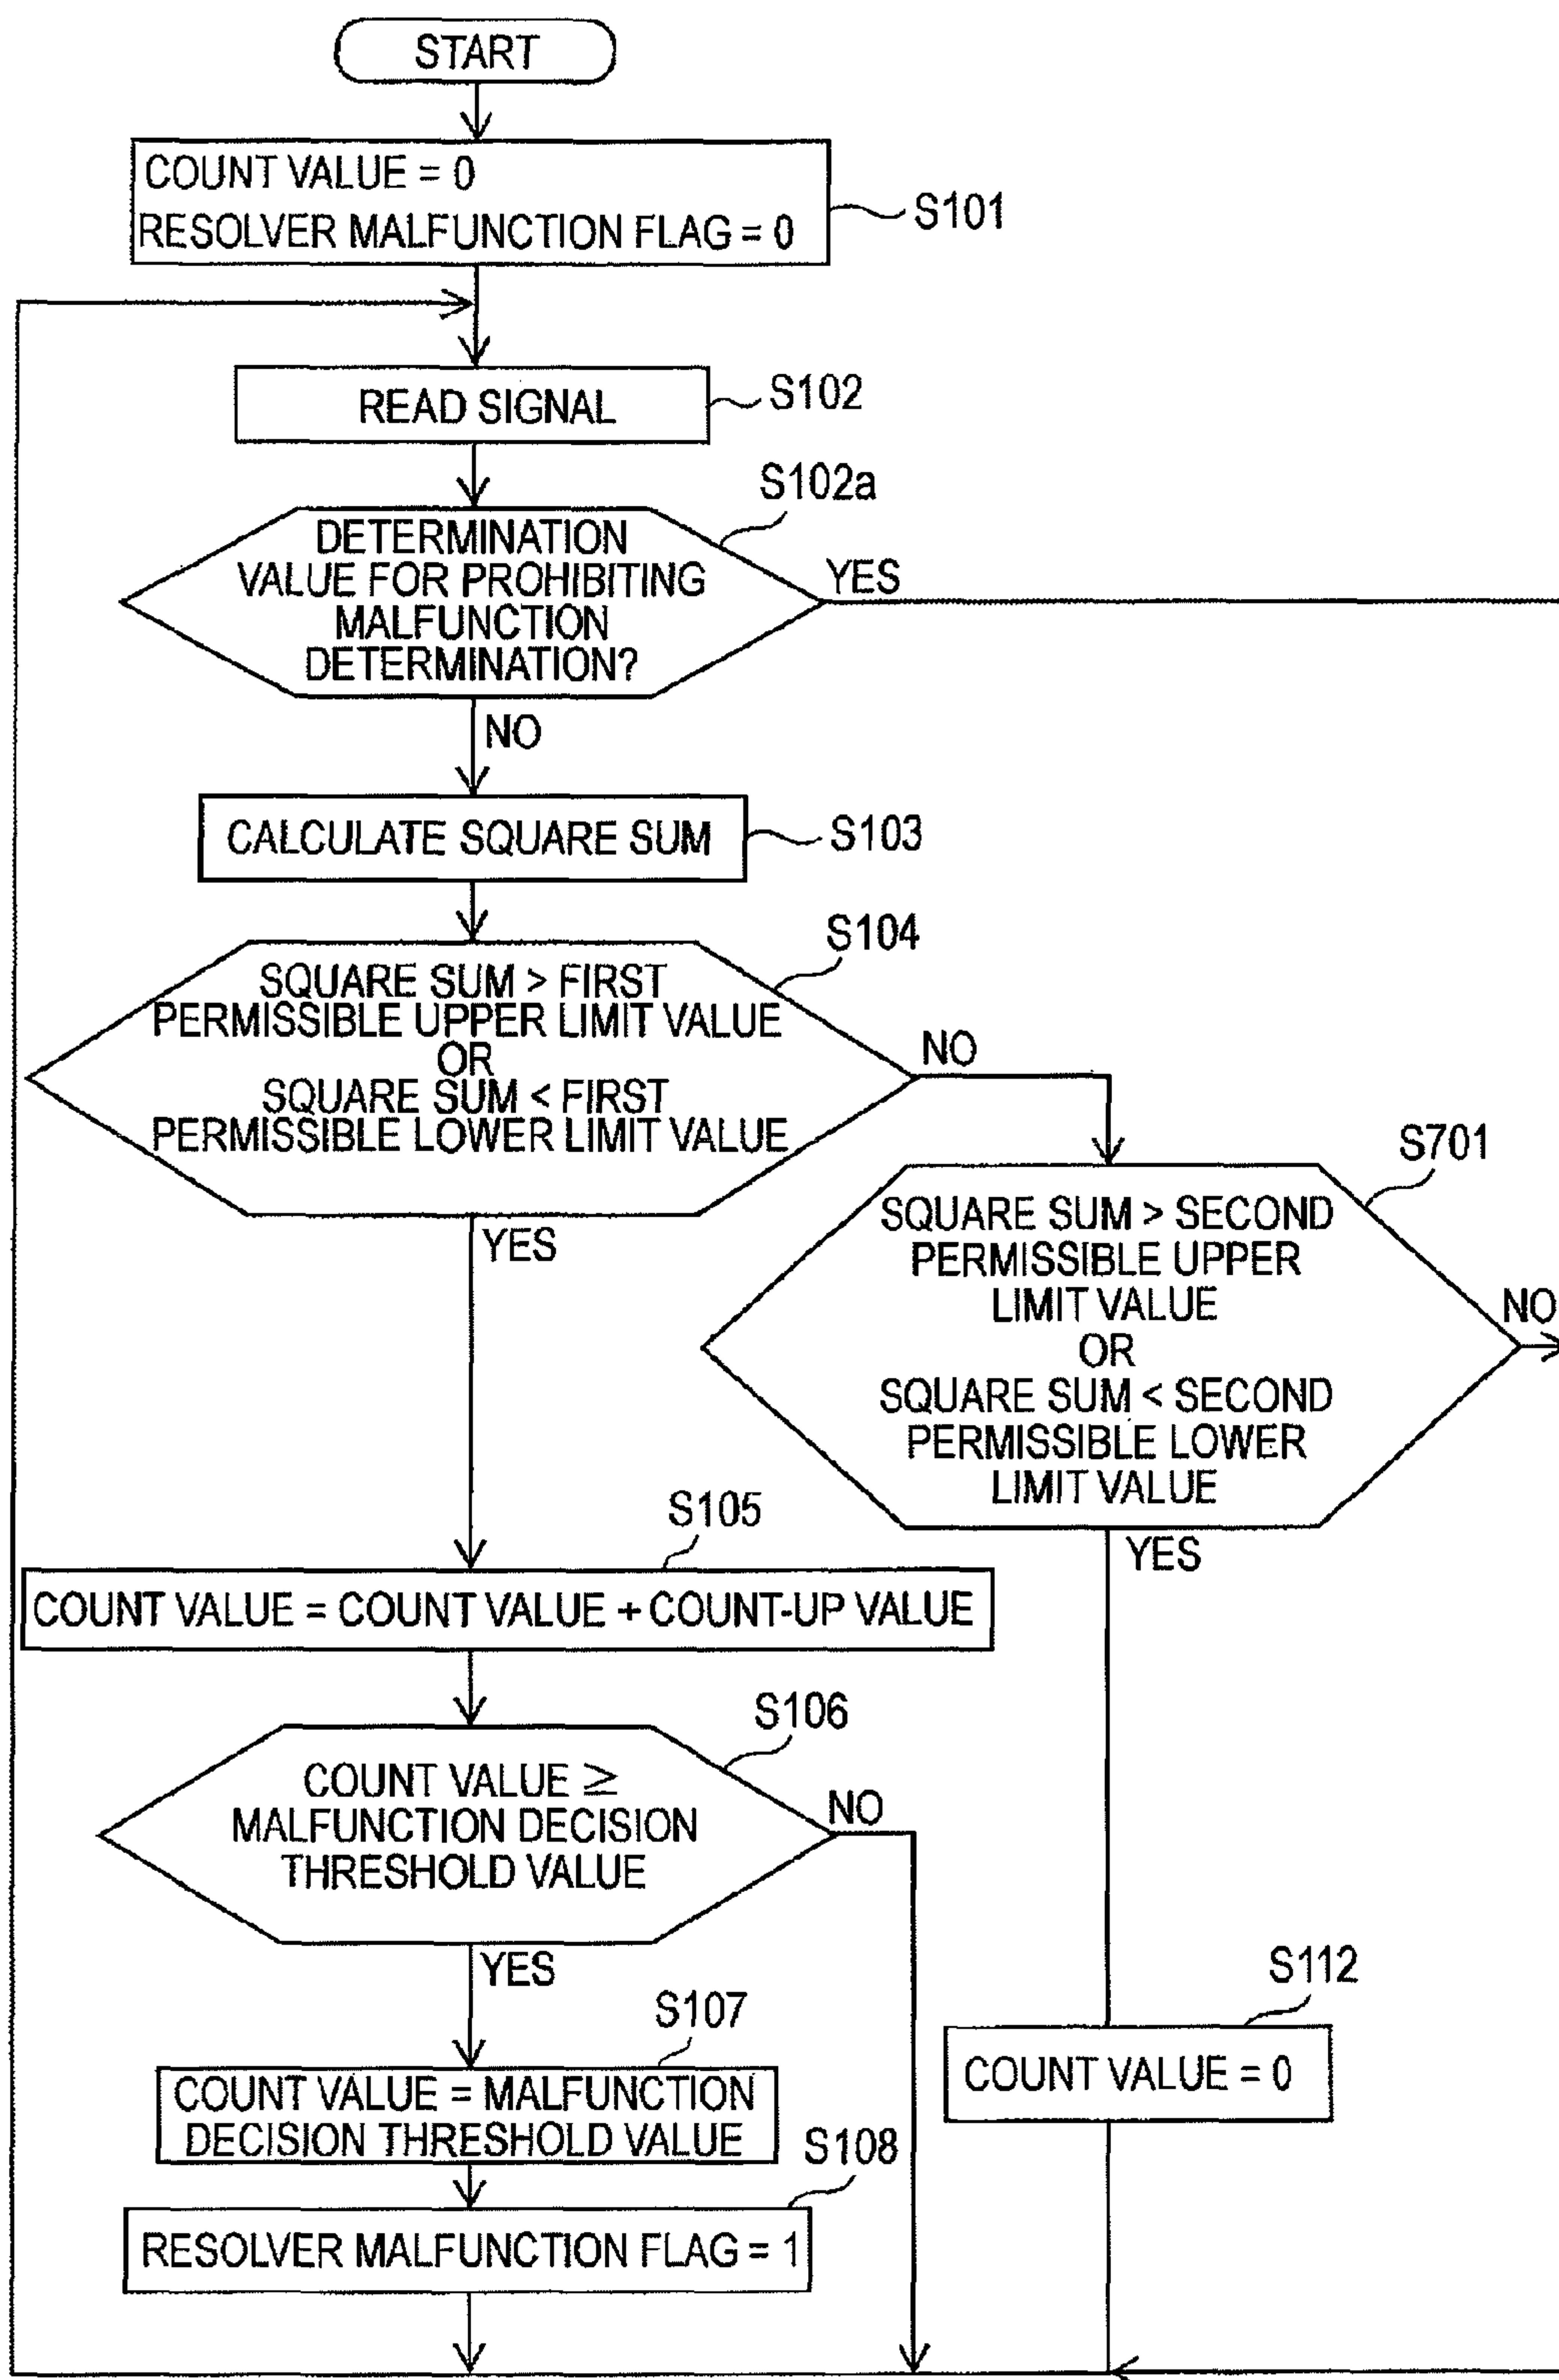 START
COUNT VALUE = 0
RESOLVER MALFUNCTION FLAG = 0
S101
READ SIGNAL
S102
S102a
DETERMINATION
VALUE FOR PROHIBITING
MALFUNCTION
DETERMINATION?
YES
NO
CALCULATE SQUARE SUM
S103
S104
SQUARE SUM > FIRST
PERMISSIBLE UPPER LIMIT VALUE
OR
SQUARE SUM < FIRST
PERMISSIBLE LOWER LIMIT VALUE
NO
YES
S701
SQUARE SUM > SECOND
PERMISSIBLE UPPER
LIMIT VALUE
OR
SQUARE SUM < SECOND
PERMISSIBLE LOWER
LIMIT VALUE
NO
YES
S105
COUNT VALUE = COUNT VALUE + COUNT-UP VALUE
S106
COUNT VALUE ≧
MALFUNCTION DECISION
THRESHOLD VALUE
NO
YES
S107
COUNT VALUE = MALFUNCTION
DECISION THRESHOLD VALUE
S108
RESOLVER MALFUNCTION FLAG = 1
S112
COUNT VALUE = 0